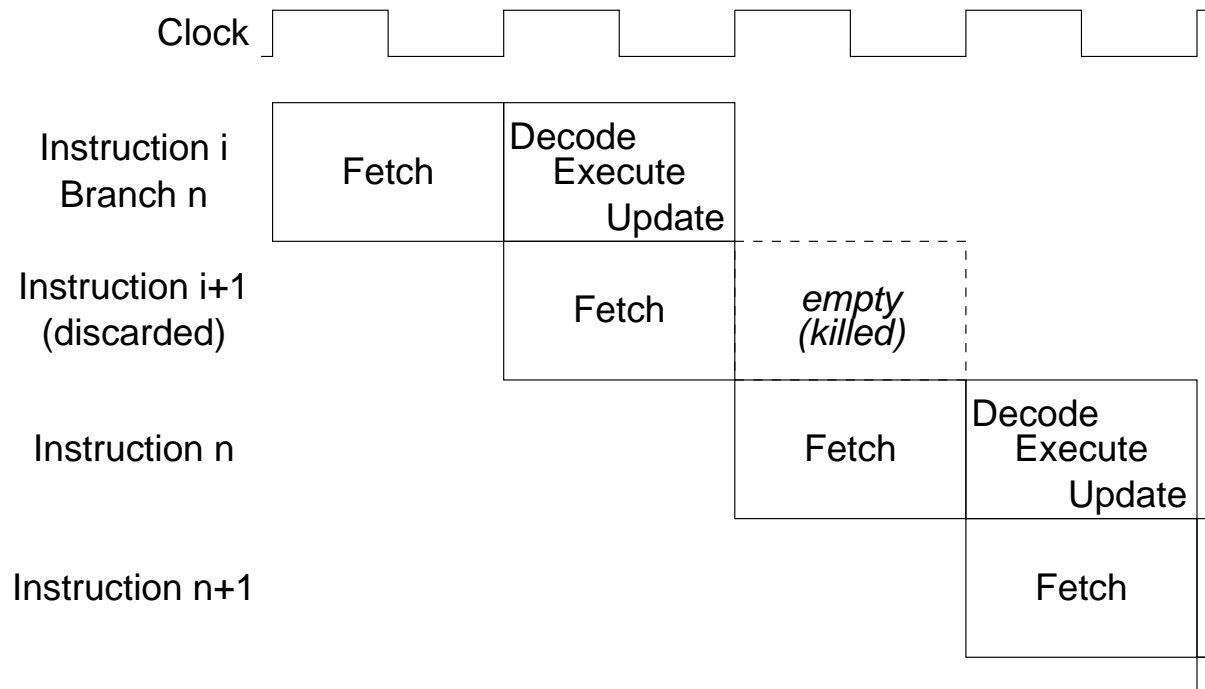 Clock
Instruction i
Branch n
Fetch
Decode
Execute
Update
Instruction i+1
(discarded)
Fetch
empty
(killed)
Instruction n
Fetch
Decode
Execute
Update
Instruction n+1
Fetch